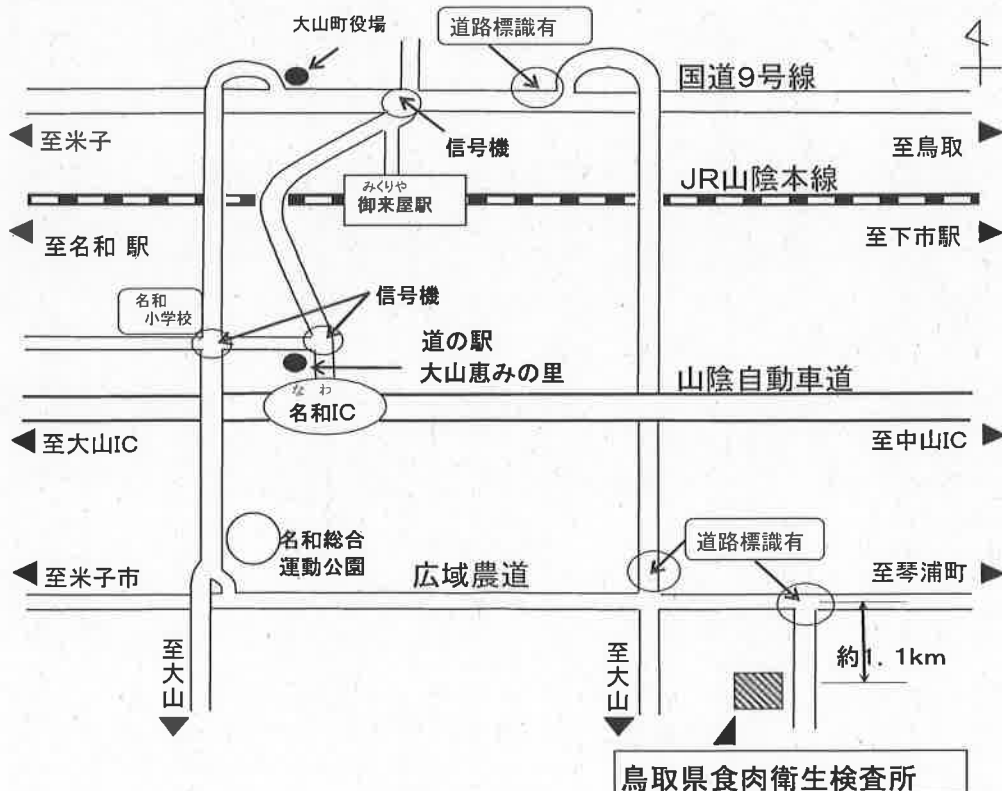 大山町役場
道路標識有
国道9号線
至米子
信号機
至鳥取
みくりや
御来屋駅
JR山陰本線
至名和 駅
至下市駅
名和
小学校
信号機
道の駅
大山恵みの里
山陰自動車道
なわ
名和IC
至大山IC
至中山IC
名和総合
運動公園
道路標識有
至米子市
広域農道
至琴浦町
至大山
至大山
約1.1km
鳥取県食肉衛生検査所